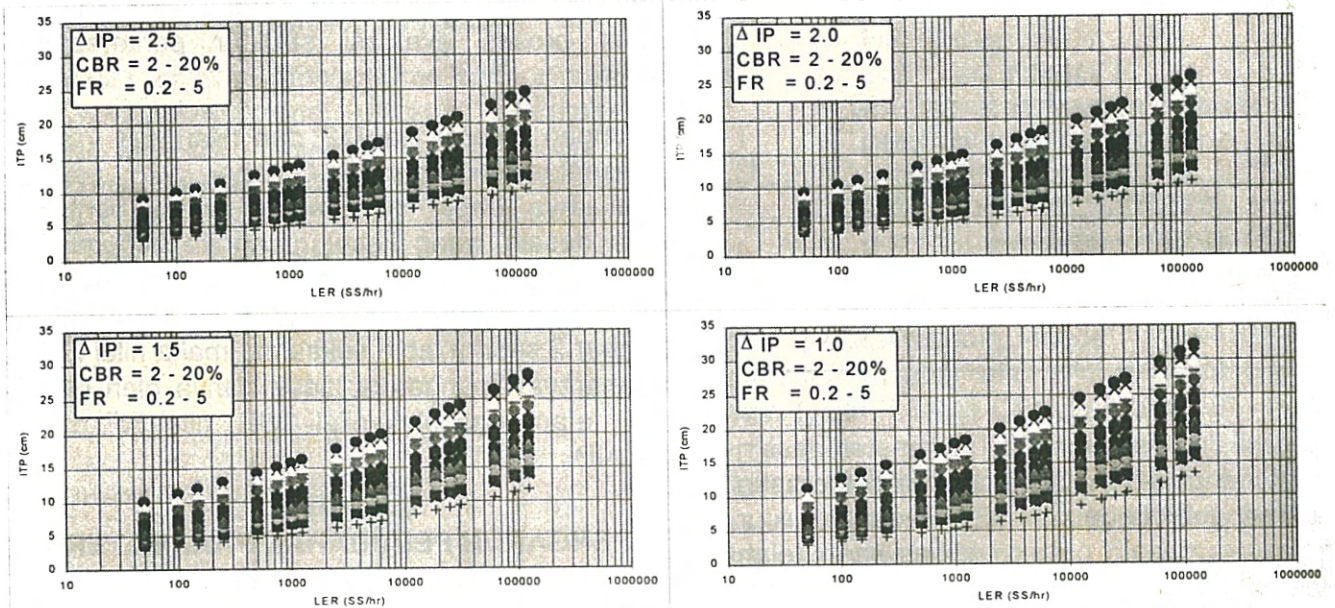 Δ IP = 2.5
CBR = 2 - 20%
FR = 0.2 - 5
ITP (cm)
35
30
25
20
15
10
5
0
10 100 1000 10000 100000 1000000
LER (SS/hr)
Δ IP = 2.0
CBR = 2 - 20%
FR = 0.2 - 5
ITP (cm)
35
30
25
20
15
10
5
0
10 100 1000 10000 100000 1000000
LER (SS/hr)
Δ IP = 1.5
CBR = 2 - 20%
FR = 0.2 - 5
ITP (cm)
35
30
25
20
15
10
5
0
10 100 1000 10000 100000 1000000
LER (SS/hr)
Δ IP = 1.0
CBR = 2 - 20%
FR = 0.2 - 5
ITP (cm)
35
30
25
20
15
10
5
0
10 100 1000 10000 100000 1000000
LER (SS/hr)